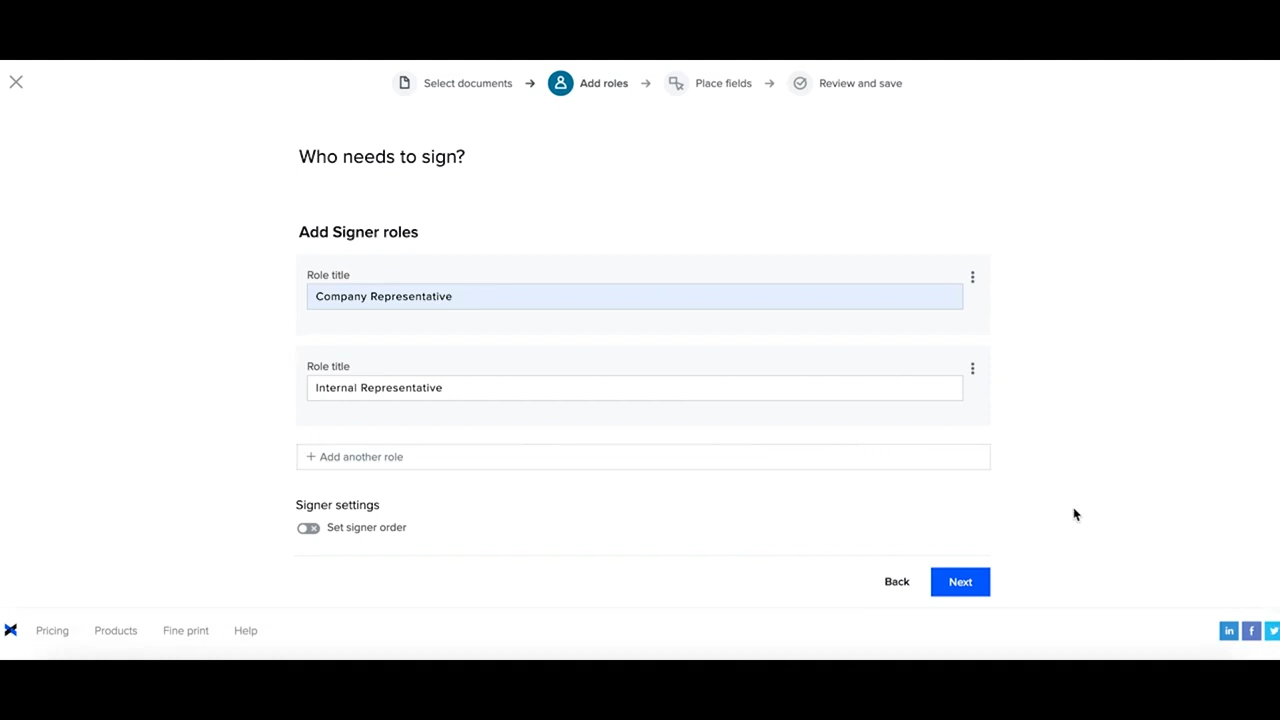 Select documents → Add roles → Place fields → Review and save
Who needs to sign?
Add Signer roles
Role title
Company Representative
Role title
Internal Representative
+ Add another role
Signer settings
Set signer order
Back Next
Pricing Products Fine print Help
in f